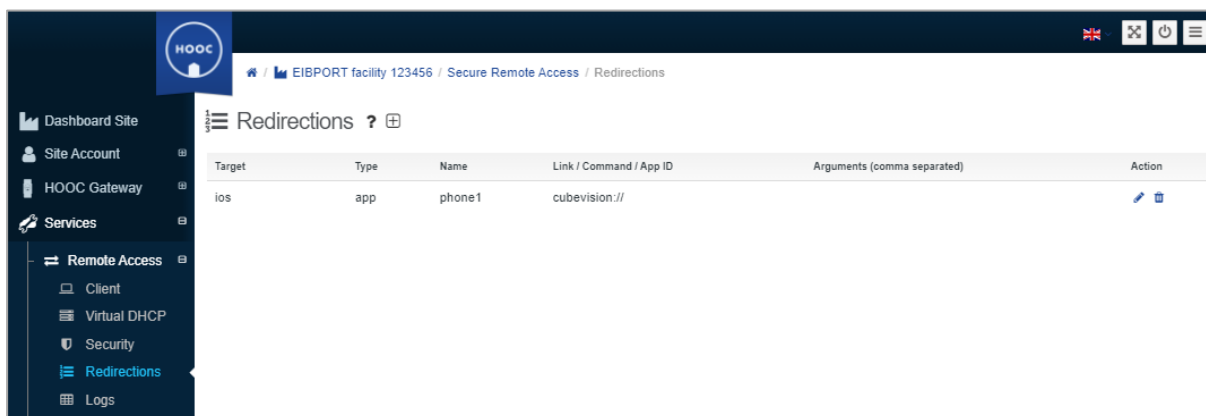 HOOC
/ EIBPORT facility 123456 / Secure Remote Access / Redirections
Dashboard Site
Site Account
HOOC Gateway
Services
Remote Access
Client
Virtual DHCP
Security
Redirections
Logs
Redirections ?
Target Type Name Link / Command / App ID Arguments (comma separated) Action
ios app phone1 cubevision://